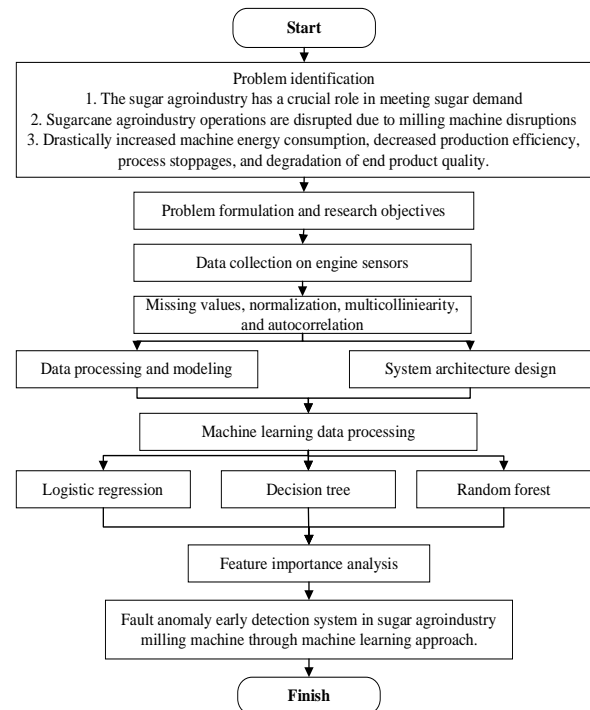 Start
Problem identification
1. The sugar agroindustry has a crucial role in meeting sugar demand
2. Sugarcane agroindustry operations are disrupted due to milling machine disruptions
3. Drastically increased machine energy consumption, decreased production efficiency,
process stoppages, and degradation of end product quality.
Problem formulation and research objectives
Data collection on engine sensors
Missing values, normalization, multicolliniearity,
and autocorrelation
Data processing and modeling
System architecture design
Machine learning data processing
Logistic regression
Decision tree
Random forest
Feature importance analysis
Fault anomaly early detection system in sugar agroindustry
milling machine through machine learning approach.
Finish